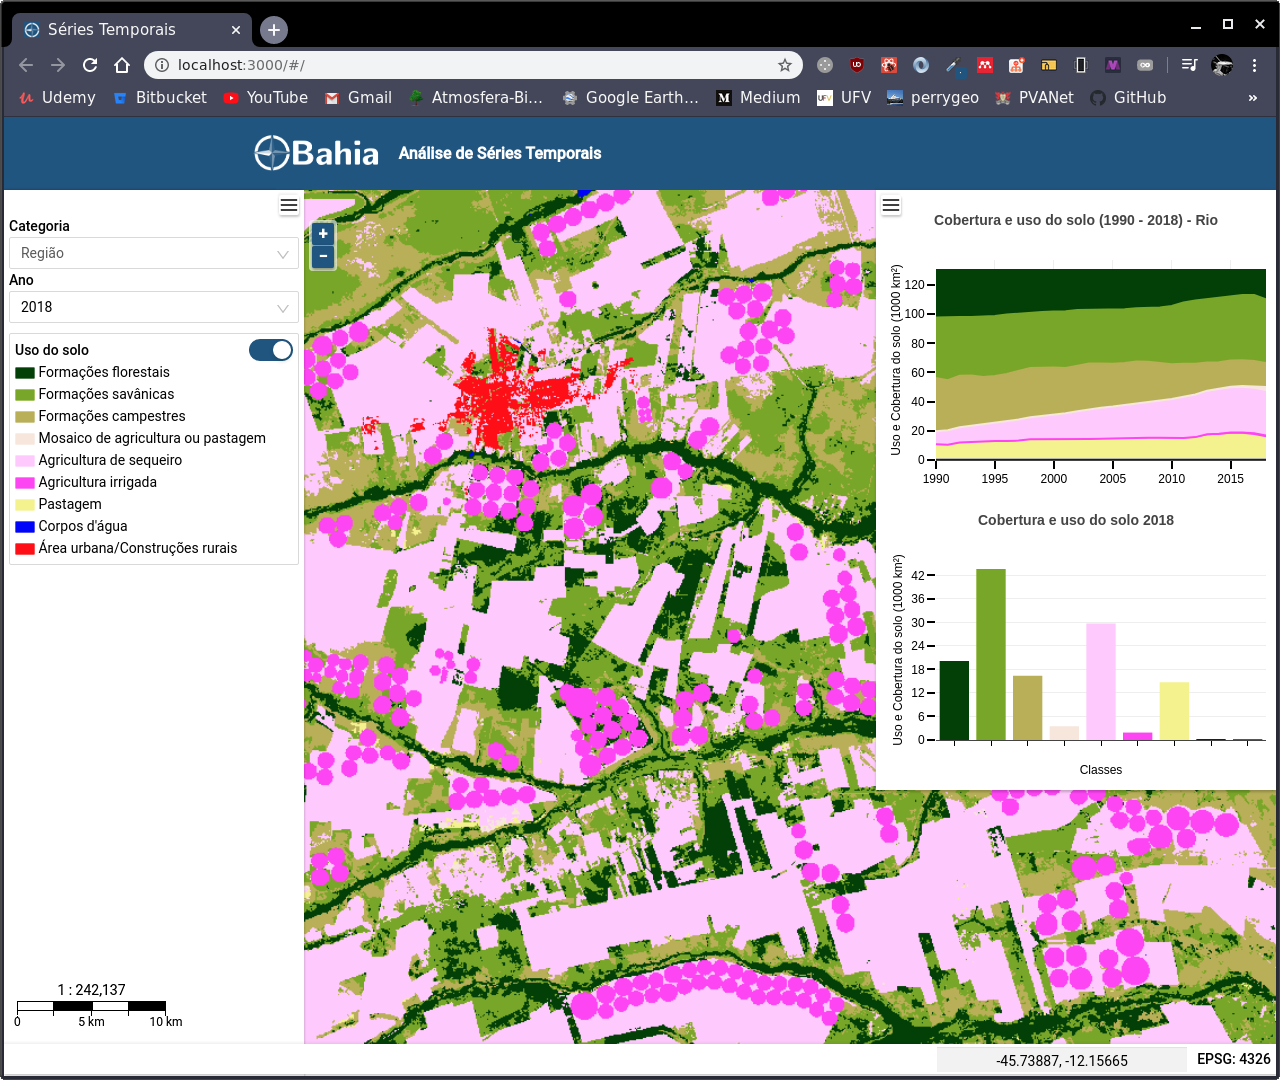 Séries Temporais
localhost:3000/#/
Udemy
Bitbucket
YouTube
Gmail
Atmosfera-Bi...
Google Earth...
Medium
UFV
perrygeo
PVANet
GitHub
»
Bahia
Análise de Séries Temporais
Categoria
Região
Ano
2018
Uso do solo
Formações florestais
Formações savânicas
Formações campestres
Mosaico de agricultura ou pastagem
Agricultura de sequeiro
Agricultura irrigada
Pastagem
Corpos d'água
Área urbana/Construções rurais
1 : 242,137
0 5 km 10 km
+
−
Cobertura e uso do solo (1990 - 2018) - Rio
Uso e Cobertura do solo (1000 km²)
120
100
80
60
40
20
0
1990 1995 2000 2005 2010 2015
Cobertura e uso do solo 2018
Uso e Cobertura do solo (1000 km²)
42
36
30
24
18
12
6
0
Classes
-45.73887, -12.15665
EPSG: 4326